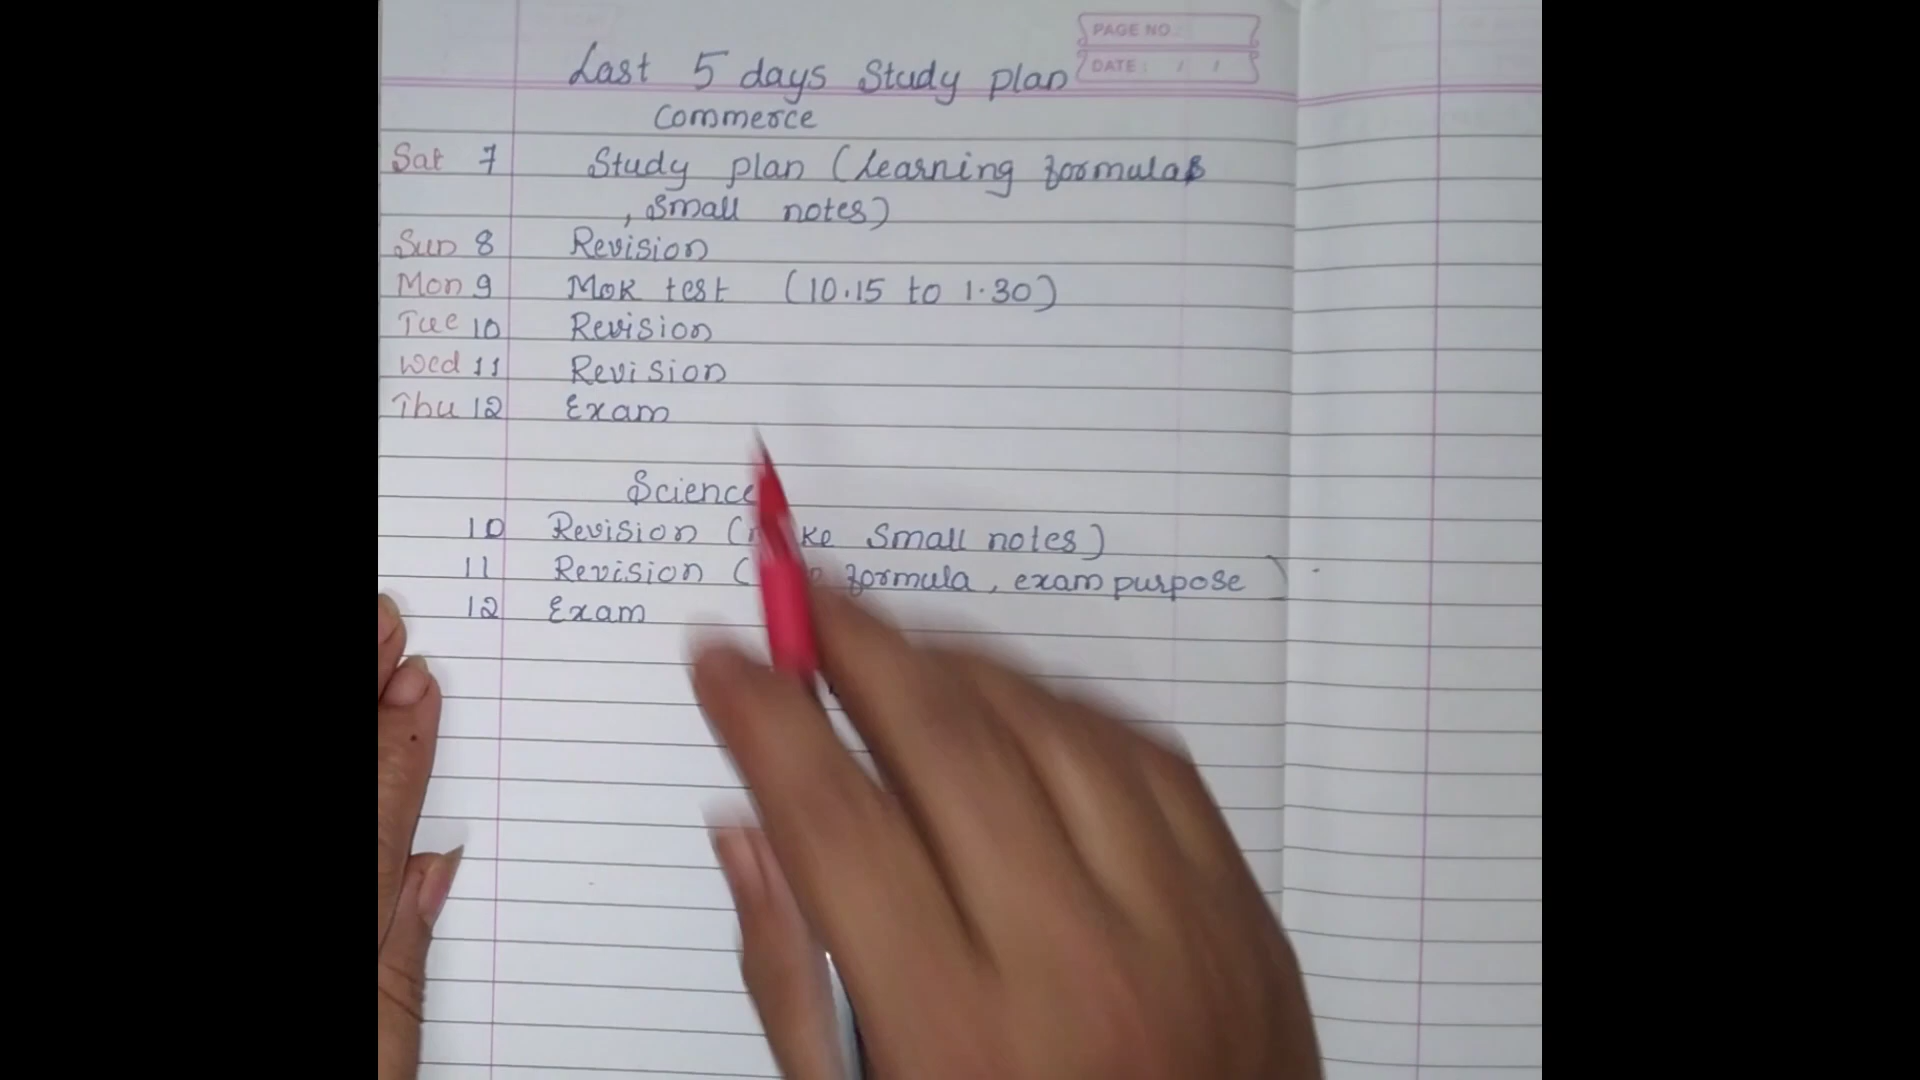 PAGE NO.:
DATE: / /
Last 5 days Study plan
Commerce
Sat 7 Study plan (learning formulas
, small notes)
Sun 8 Revision
Mon 9 Mok test (10.15 to 1.30)
Tue 10 Revision
Wed 11 Revision
Thu 12 Exam
Science
10 Revision ( Small notes)
11 Revision ( formula, exam purpose)
12 Exam